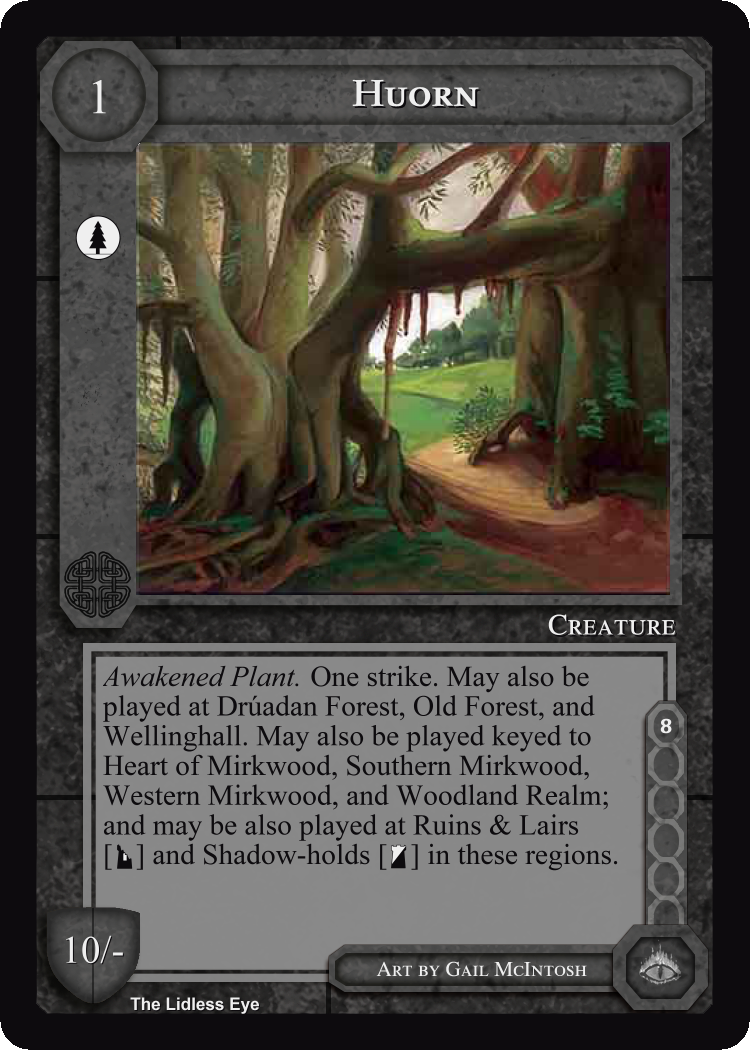 1
HUORN
CREATURE
Awakened Plant. One strike. May also be
played at Drúadan Forest, Old Forest, and
Wellinghall. May also be played keyed to
Heart of Mirkwood, Southern Mirkwood,
Western Mirkwood, and Woodland Realm;
and may be also played at Ruins & Lairs
[ ] and Shadow-holds [ ] in these regions.
8
10/-
ART BY GAIL MCINTOSH
The Lidless Eye